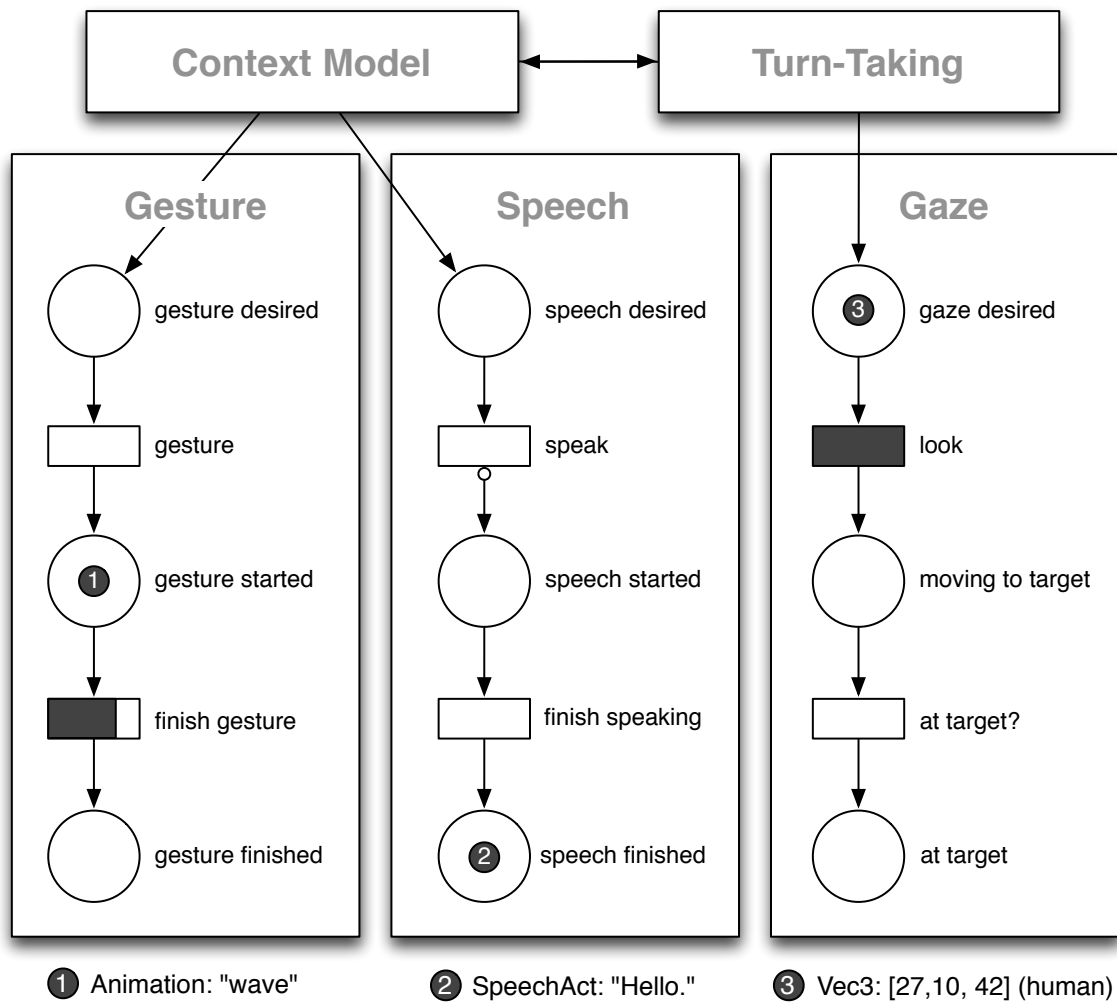 Context Model
Turn-Taking
Gesture
Speech
Gaze
gesture desired
speech desired
3
gaze desired
gesture
speak
look
1
gesture started
speech started
moving to target
finish gesture
finish speaking
at target?
gesture finished
2
speech finished
at target
1 Animation: "wave"
2 SpeechAct: "Hello."
3 Vec3: [27,10, 42] (human)